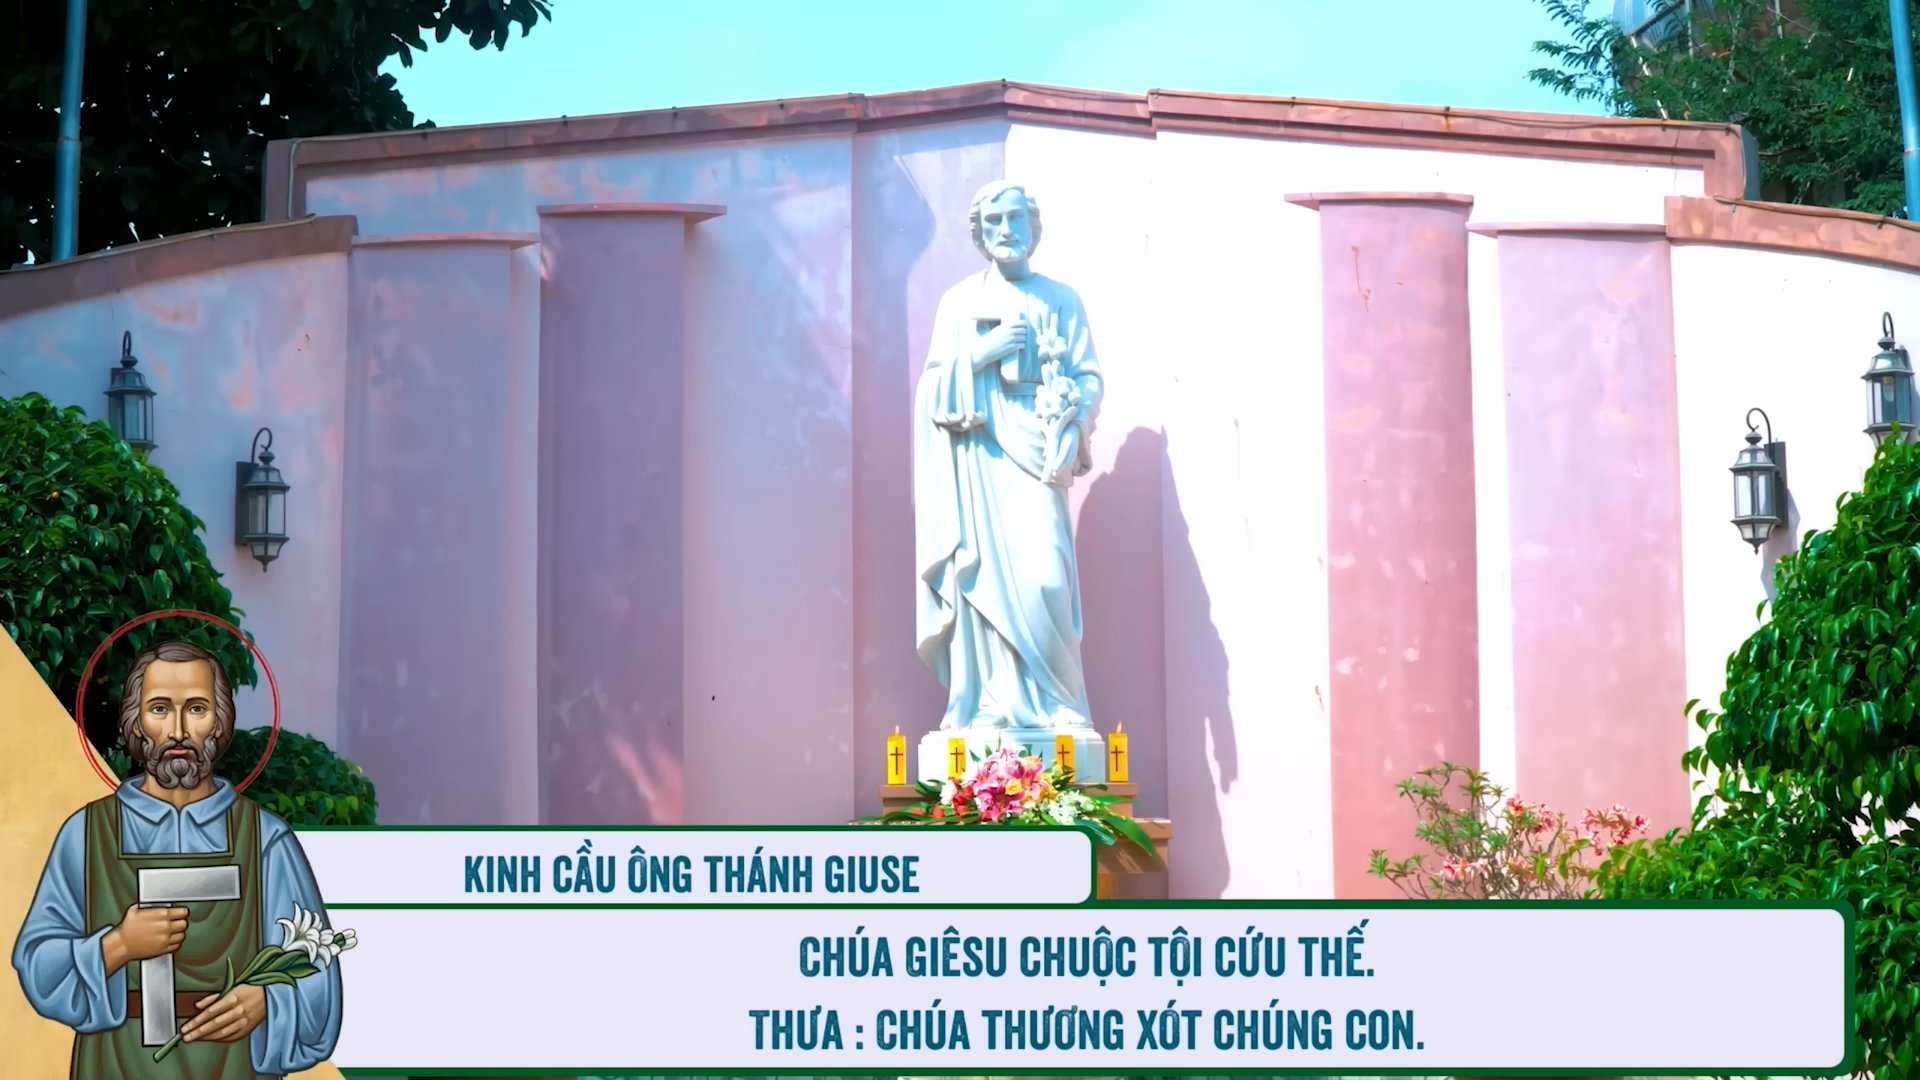 KINH CẦU ÔNG THÁNH GIUSE
CHÚA GIÊSU CHUỘC TỘI CỨU THẾ.
THƯA : CHÚA THƯƠNG XÓT CHÚNG CON.